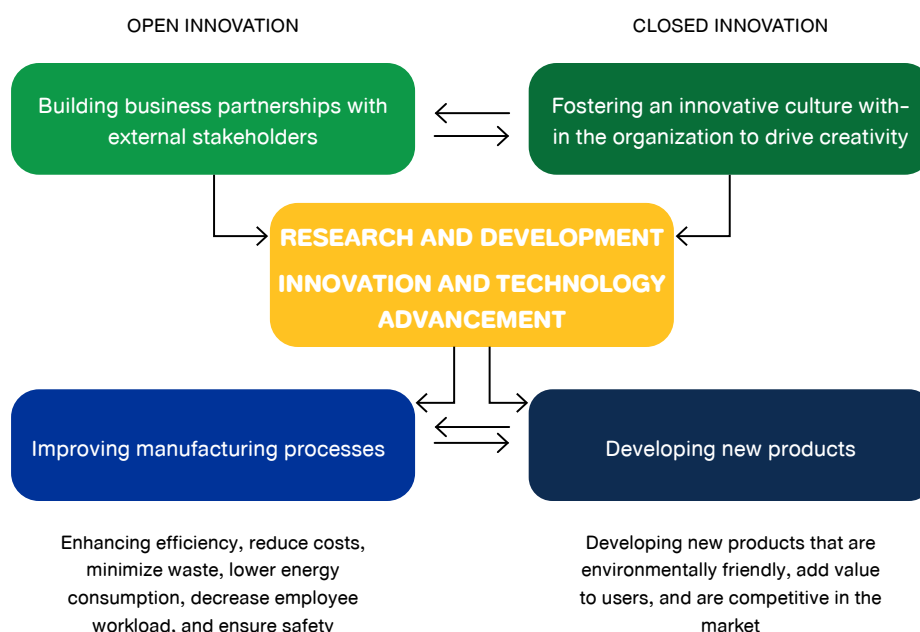 OPEN INNOVATION
CLOSED INNOVATION
Building business partnerships with
external stakeholders
Fostering an innovative culture with-
in the organization to drive creativity
RESEARCH AND DEVELOPMENT
INNOVATION AND TECHNOLOGY
ADVANCEMENT
Improving manufacturing processes
Developing new products
Enhancing efficiency, reduce costs,
minimize waste, lower energy
consumption, decrease employee
workload, and ensure safety
Developing new products that are
environmentally friendly, add value
to users, and are competitive in the
market